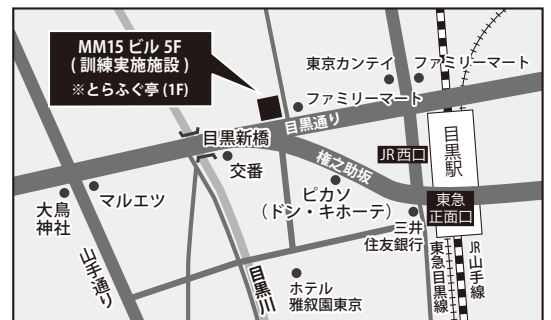 MM15 ビル 5F
( 訓練実施施設 )
※とらふぐ亭 (1F)
東京カンテイ
ファミリーマート
ファミリーマート
目黒通り
目黒新橋
交番
権之助坂
JR 西口
目黒駅
ピカソ
(ドン・キホーテ)
東急
正面口
三井
住友銀行
マルエツ
大鳥
神社
山手通り
目黒川
ホテル
雅叙園東京
東急目黒線
JR山手線